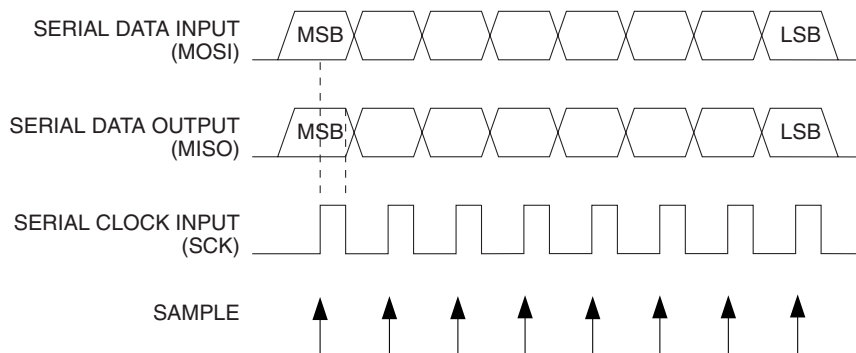 SERIAL DATA INPUT
(MOSI)
MSB
LSB
SERIAL DATA OUTPUT
(MISO)
MSB
LSB
SERIAL CLOCK INPUT
(SCK)
SAMPLE